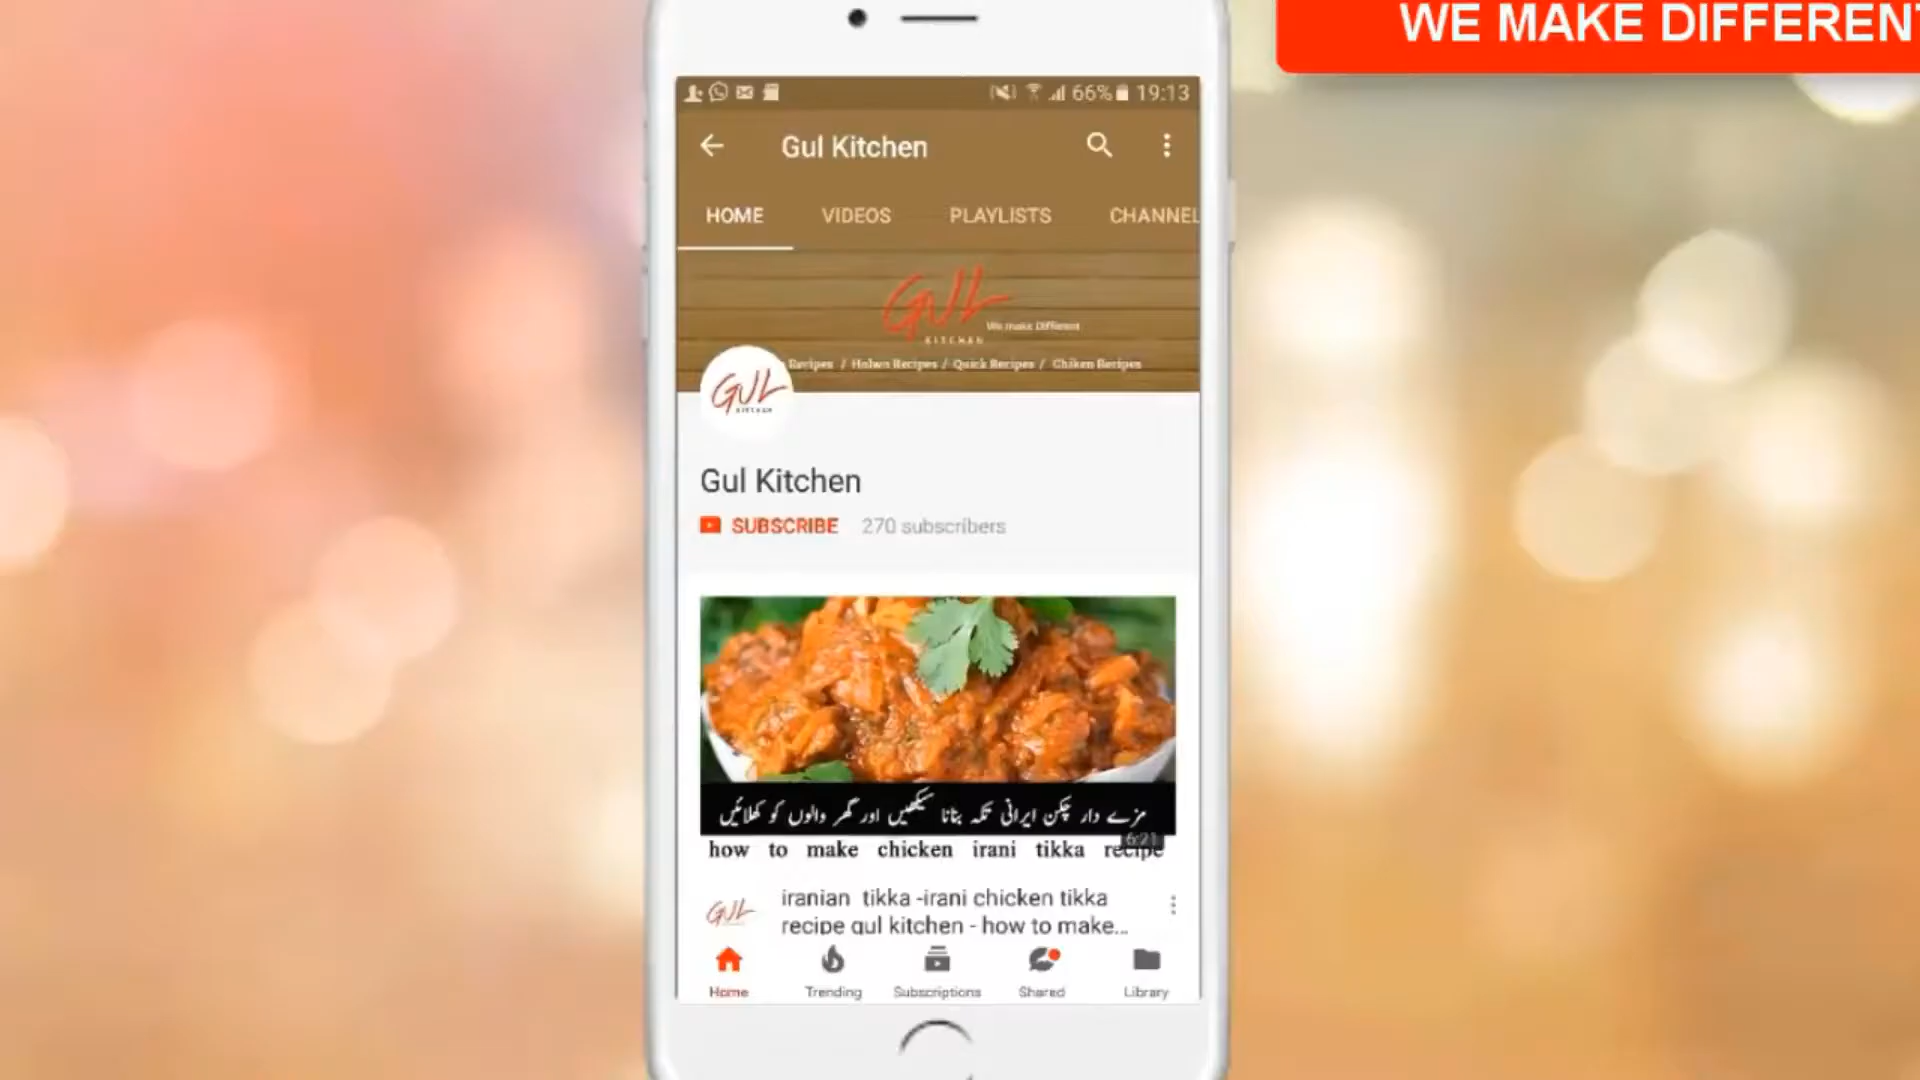 WE MAKE DIFFERENT
66% 19:13
Gul Kitchen
HOME VIDEOS PLAYLISTS CHANNEL
GUL
We make Different
KITCHEN
Recipes / Halwa Recipes / Quick Recipes / Chiken Recipes
GUL
KITCHEN
Gul Kitchen
SUBSCRIBE 270 subscribers
مزے دار چکن ایرانی تکہ بنانا سیکھیں اور گھر والوں کو کھلائیں
6:21
how to make chicken irani tikka recipe
GUL
iranian tikka -irani chicken tikka
recipe gul kitchen - how to make...
Home Trending Subscriptions Shared Library